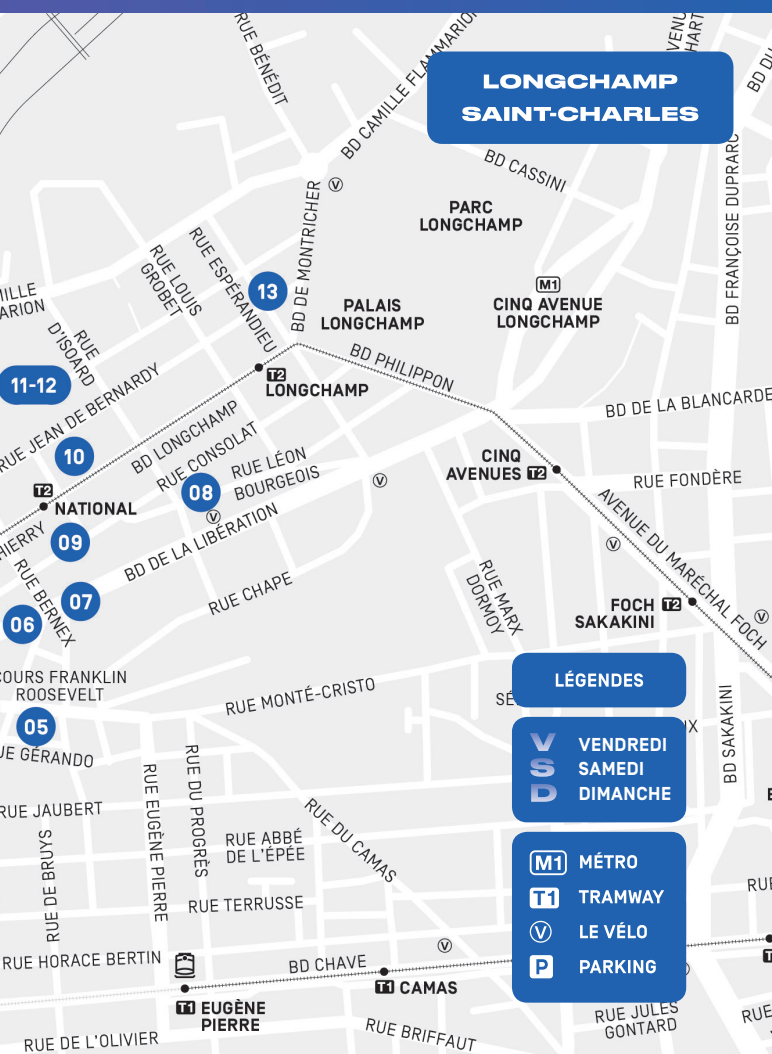 RUE BÉNÉDIT
BD CAMILLE FLAMMARION
LONGCHAMP
SAINT-CHARLES
BD DU
BD CASSINI
Ⓥ
PARC
LONGCHAMP
BD FRANÇOISE DUPRARC
RUE LOUIS
GROBET
RUE ESPÉRANDIEU
BD DE MONTRICHER
13
M1
CINQ AVENUE
LONGCHAMP
PALAIS
LONGCHAMP
RUE
D'ISOARD
BD PHILIPPON
T2
LONGCHAMP
11-12
RUE JEAN DE BERNARDY
BD LONGCHAMP
RUE CONSOLAT
RUE LÉON
BOURGEOIS
BD DE LA BLANCARDE
10
CINQ
AVENUES T2
RUE FONDÈRE
T2
NATIONAL
08
Ⓥ
Ⓥ
09
BD DE LA LIBÉRATION
AVENUE DU MARÉCHAL FOCH
Ⓥ
RUE BERNEX
RUE CHAPE
RUE MARX
DORMOY
07
06
FOCH
SAKAKINI T2
Ⓥ
COURS FRANKLIN
ROOSEVELT
RUE MONTÉ-CRISTO
LÉGENDES
BD SAKAKINI
05
RUE GÉRANDO
V VENDREDI
S SAMEDI
D DIMANCHE
RUE JAUBERT
RUE EUGÈNE PIERRE
RUE DU PROGRÈS
RUE DU CAMAS
RUE ABBÉ
DE L'ÉPÉE
RUE DE BRUYS
M1 MÉTRO
T1 TRAMWAY
Ⓥ LE VÉLO
P PARKING
RUE TERRUSSE
RUE HORACE BERTIN
BD CHAVE
Ⓥ
T1 CAMAS
T1 EUGÈNE
PIERRE
RUE DE L'OLIVIER
RUE BRIFFAUT
RUE JULES
GONTARD
RUE